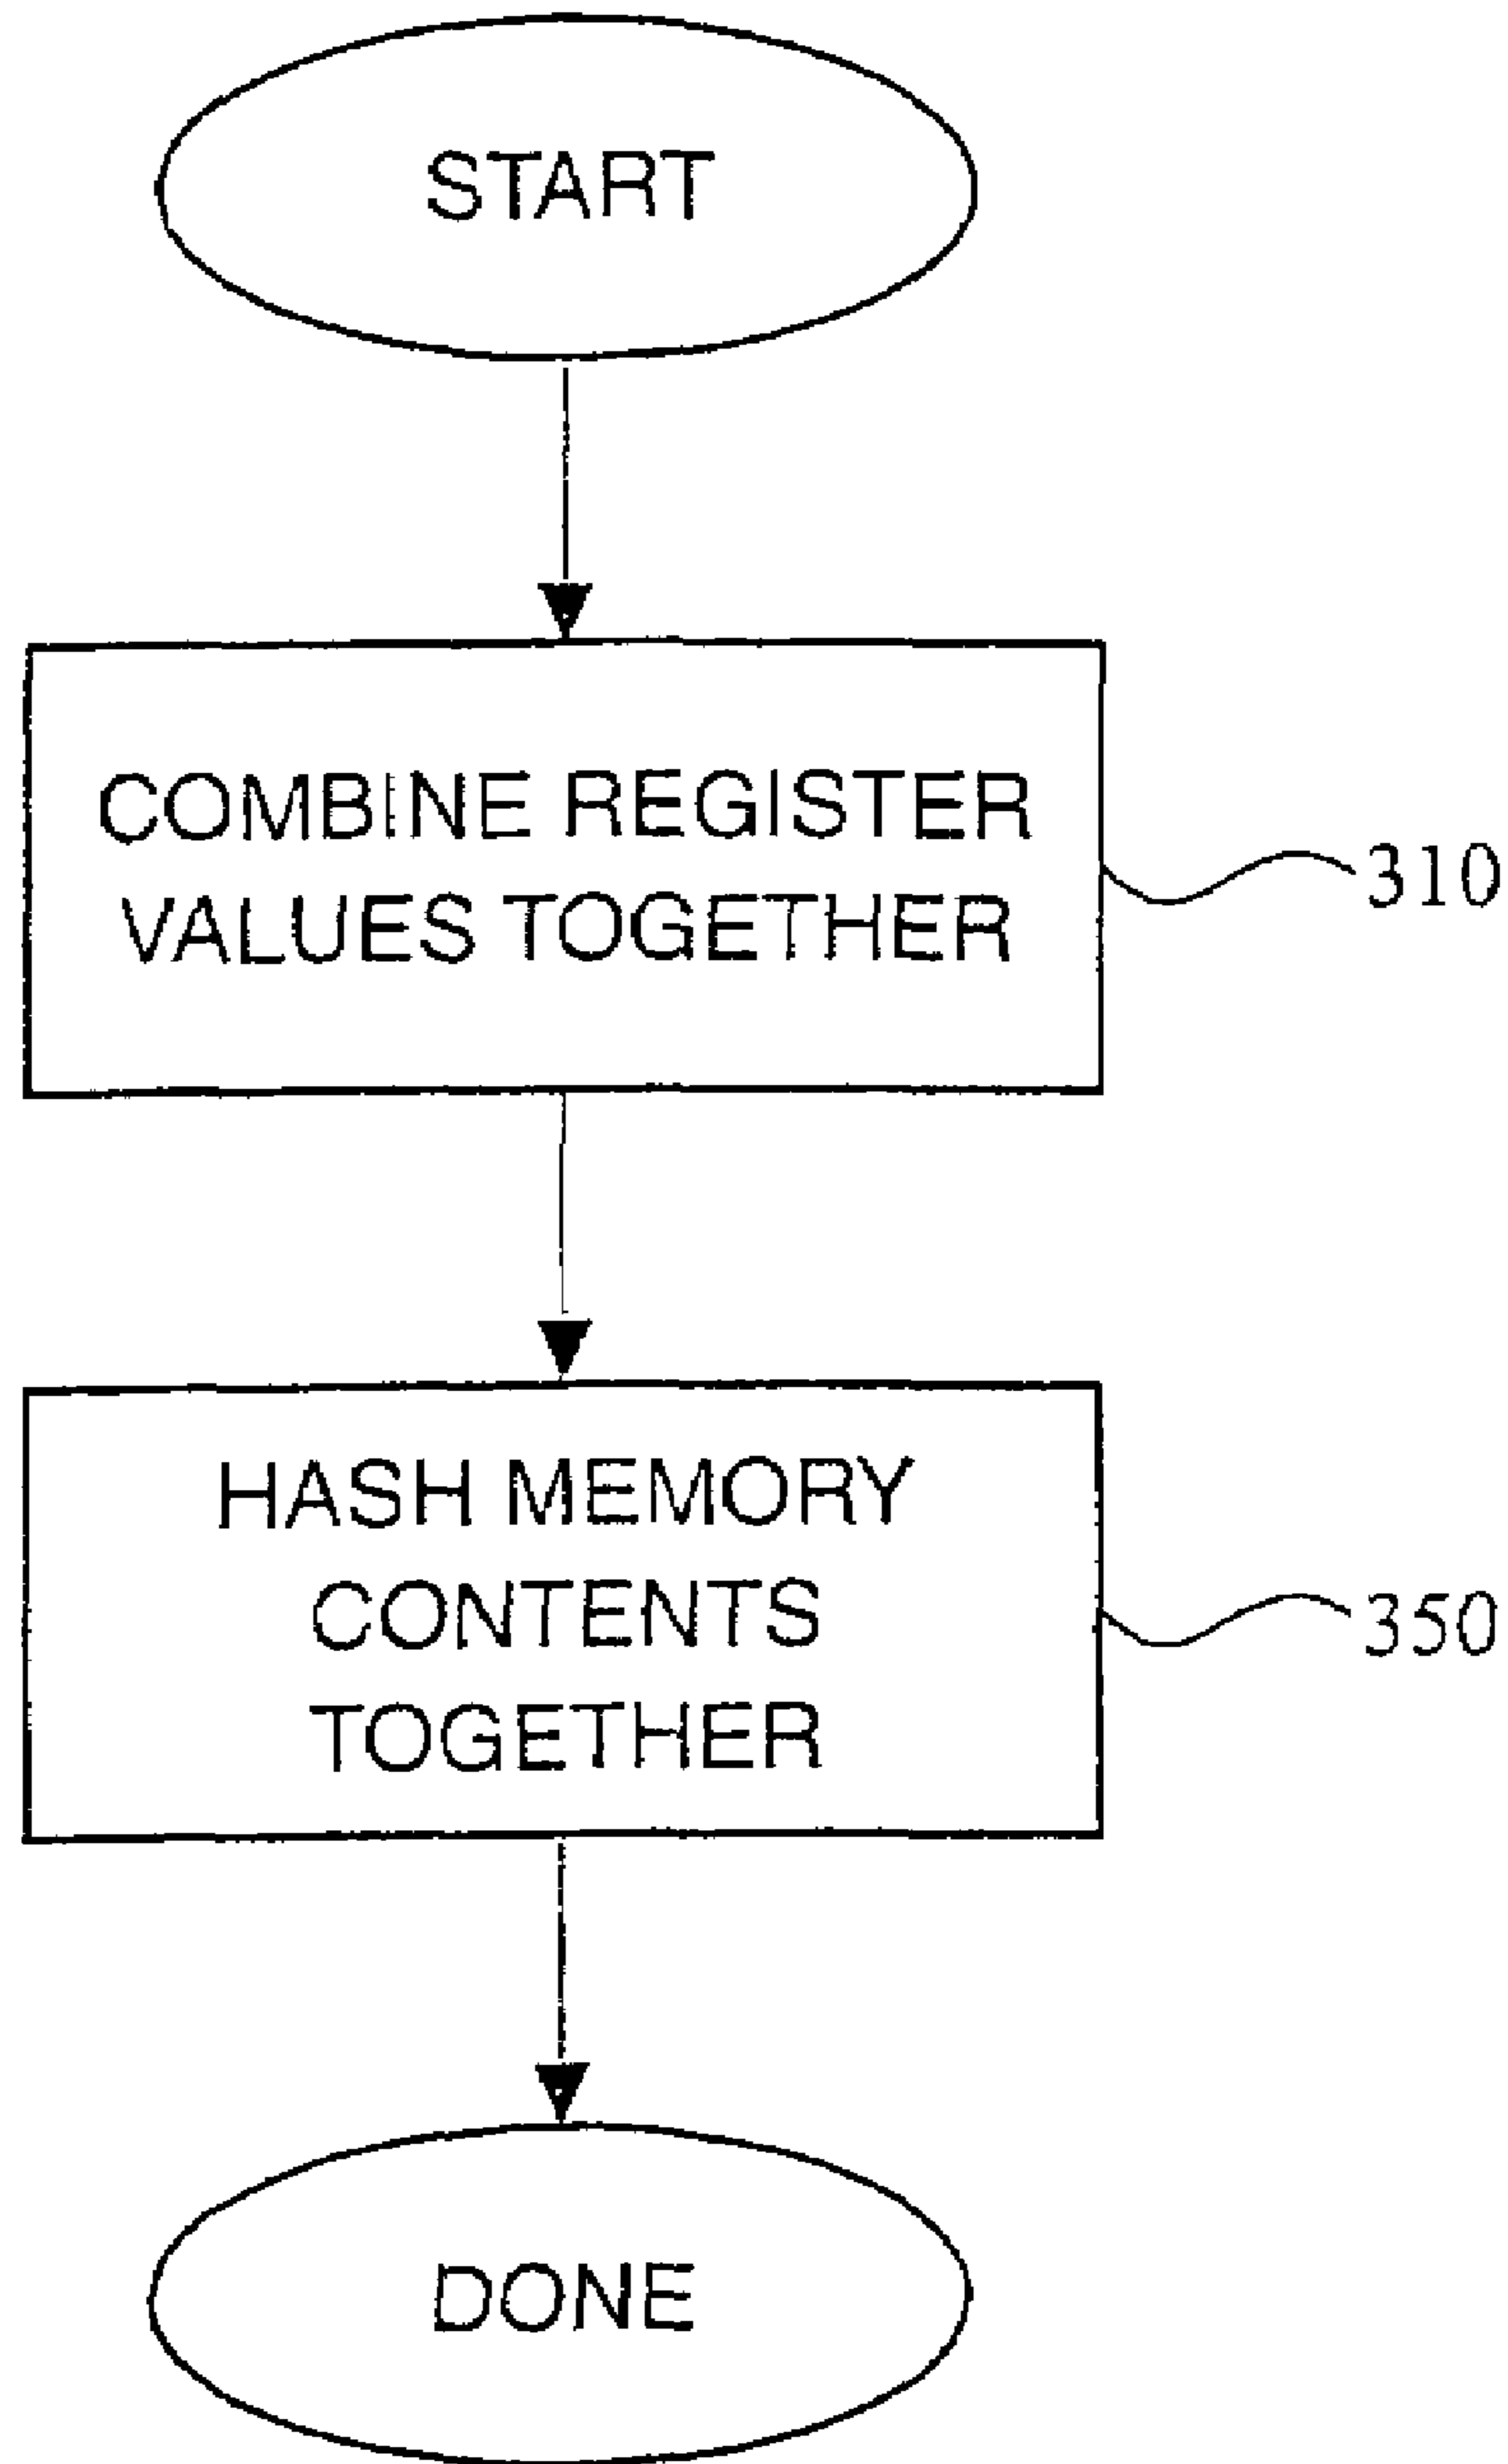 START
COMBINE REGISTER
VALUES TOGETHER
310
HASH MEMORY
CONTENTS
TOGETHER
350
DONE